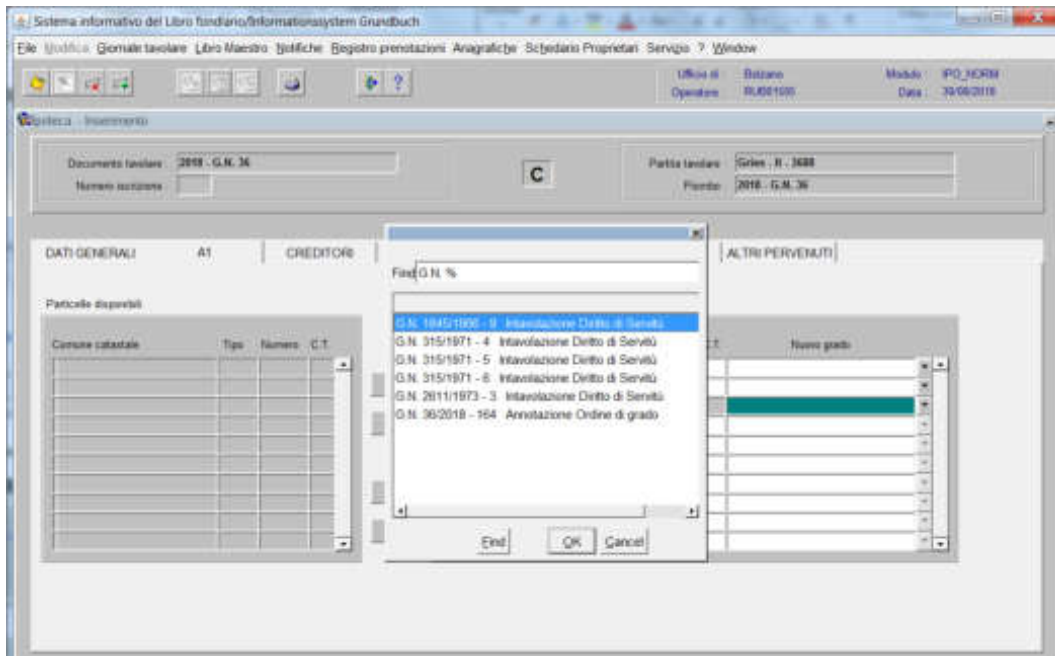 Sistema informativo del Libro fondiario/Informationssystem Grundbuch
File Modifica Giornale tavolare Libro Maestro Notifiche Registro prenotazioni Anagrafiche Schedario Proprietari Servizio ? Window
Ufficio di Bolzano Modulo: IPO_NORM
Operatore Data: 30/08/2018
Ipoteca - Inserimento
Documento tavolare 2018 - G.N. 36 C Partita tavolare Gries - II - 3688
Numero iscrizione Piombo 2018 - G.N. 36
DATI GENERALI A1 CREDITORI ALTRI PERVENUTI
Find G.N. %
Particelle disponibili
Comune catastale Tipo Numero C.T. C.T. Nuovo grado
Intavolazione Diritto di Servitù
G.N. 315/1971 - 4 Intavolazione Diritto di Servitù
G.N. 315/1971 - 5 Intavolazione Diritto di Servitù
G.N. 315/1971 - 6 Intavolazione Diritto di Servitù
G.N. 2611/1973 - 3 Intavolazione Diritto di Servitù
G.N. 36/2018 - 164 Annotazione Ordine di grado
Find OK Cancel